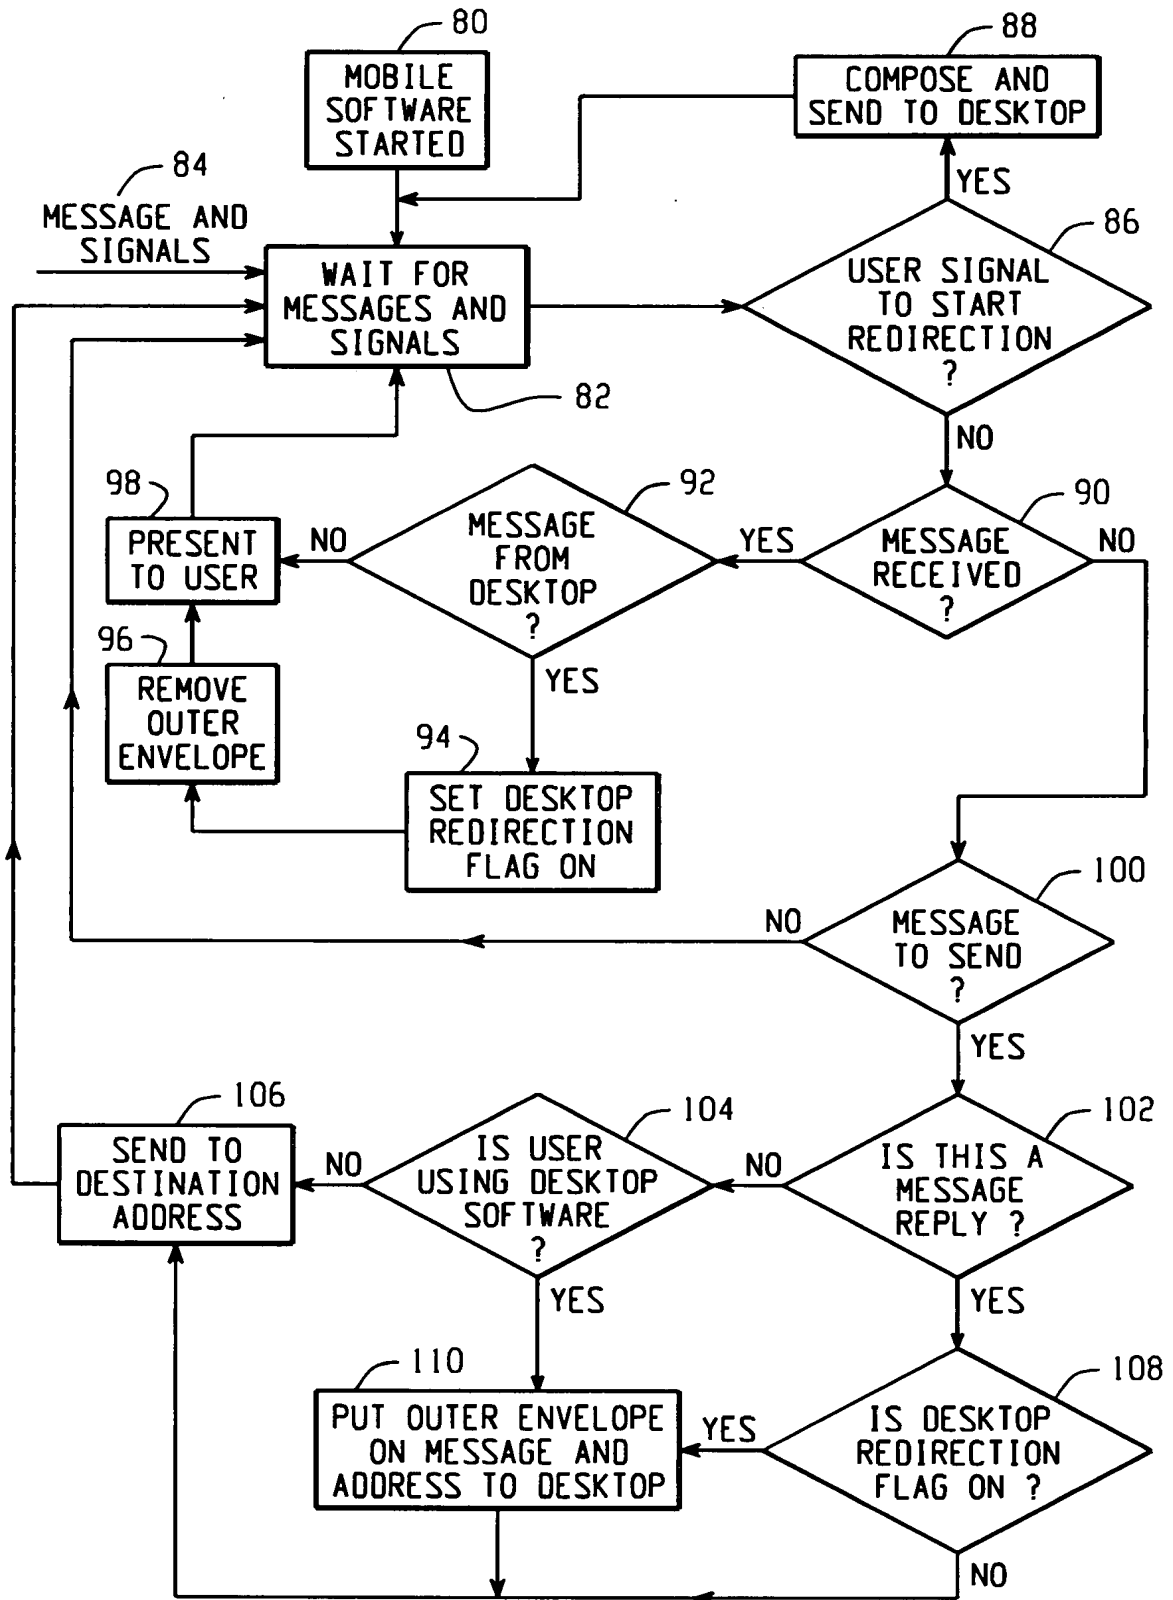 80
MOBILE
SOFTWARE
STARTED
88
COMPOSE AND
SEND TO DESKTOP
YES
84
MESSAGE AND
SIGNALS
WAIT FOR
MESSAGES AND
SIGNALS
82
86
USER SIGNAL
TO START
REDIRECTION
?
NO
98
PRESENT
TO USER
NO
92
MESSAGE
FROM
DESKTOP
?
YES
YES
90
MESSAGE
RECEIVED
?
NO
96
REMOVE
OUTER
ENVELOPE
94
SET DESKTOP
REDIRECTION
FLAG ON
100
NO
MESSAGE
TO SEND
?
YES
106
SEND TO
DESTINATION
ADDRESS
NO
104
IS USER
USING DESKTOP
SOFTWARE
?
YES
NO
102
IS THIS A
MESSAGE
REPLY ?
YES
110
PUT OUTER ENVELOPE
ON MESSAGE AND
ADDRESS TO DESKTOP
YES
108
IS DESKTOP
REDIRECTION
FLAG ON ?
NO